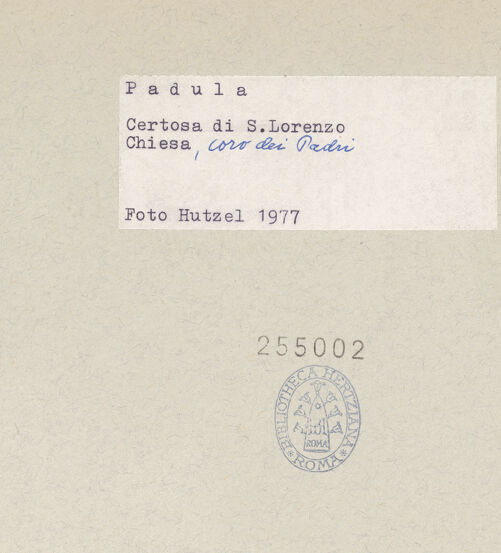 Padula
Certosa di S.Lorenzo
Chiesa, coro dei Padri
Foto Hutzel 1977
255002
BIBLIOTHECA HERTZIANA
ROMA
* ROMA *